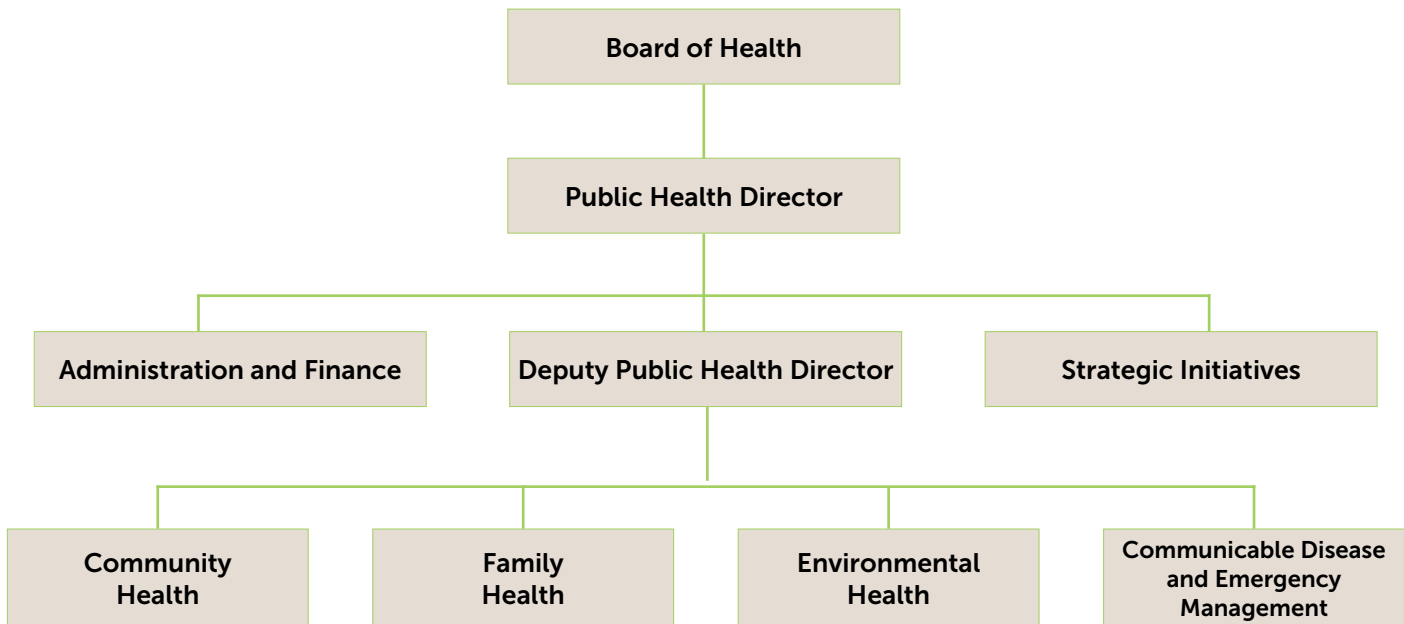 Board of Health
Public Health Director
Administration and Finance
Deputy Public Health Director
Strategic Initiatives
Community
Health
Family
Health
Environmental
Health
Communicable Disease
and Emergency
Management